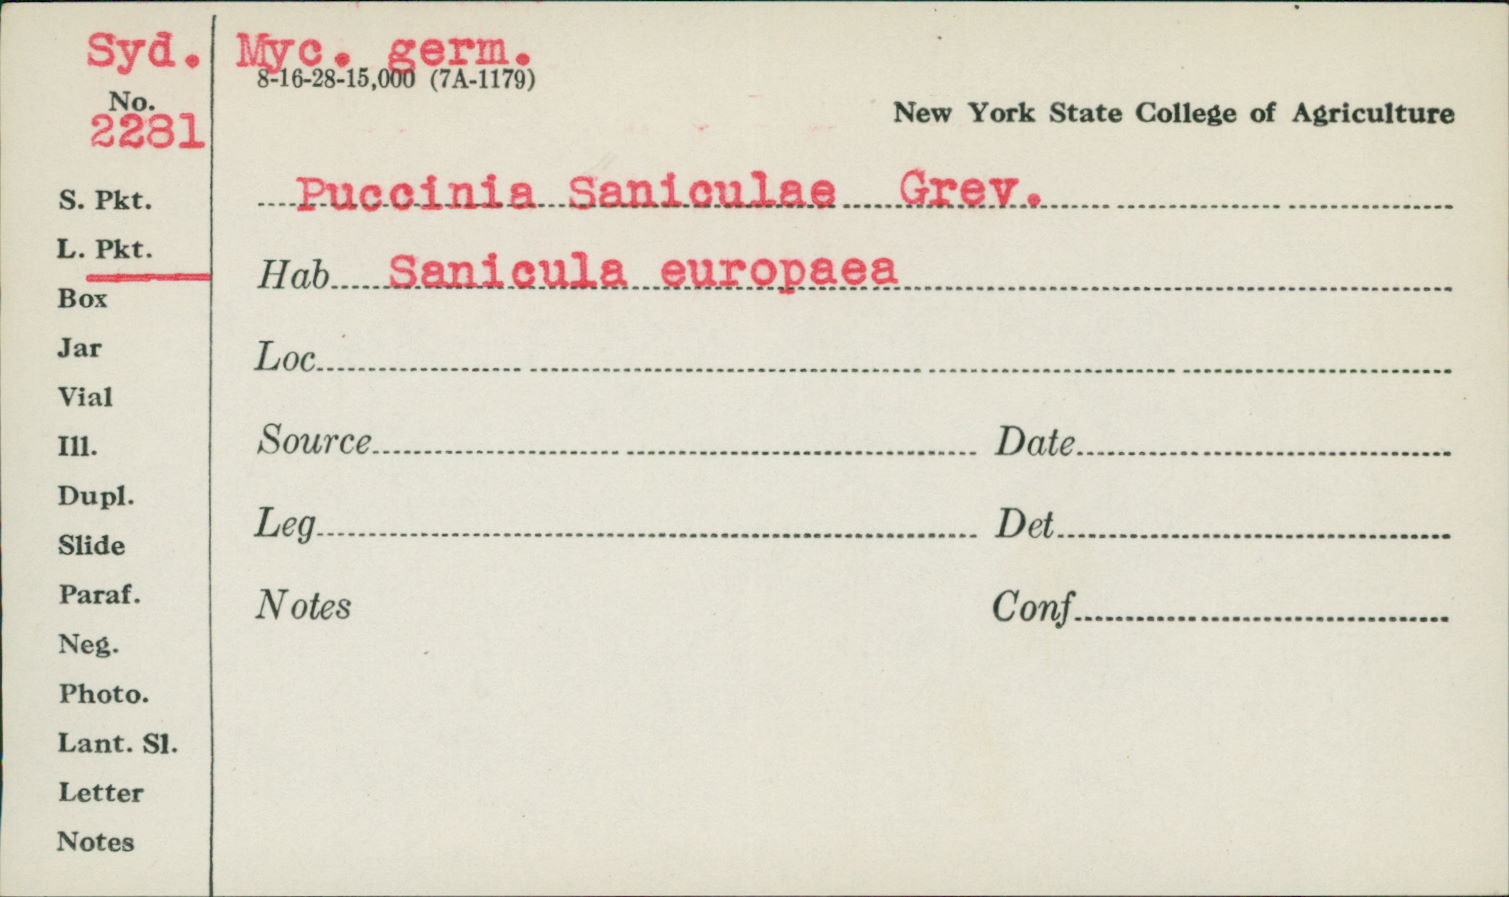 Syd. Myc. germ.
8-16-28-15,000 (7A-1179)
No.
2281
New York State College of Agriculture
S. Pkt.
Puccinia Saniculae Grev.
L. Pkt.
Hab Sanicula europaea
Box
Jar
Loc
Vial
Ill.
Source Date
Dupl.
Slide
Leg Det
Paraf.
Notes Conf
Neg.
Photo.
Lant. Sl.
Letter
Notes